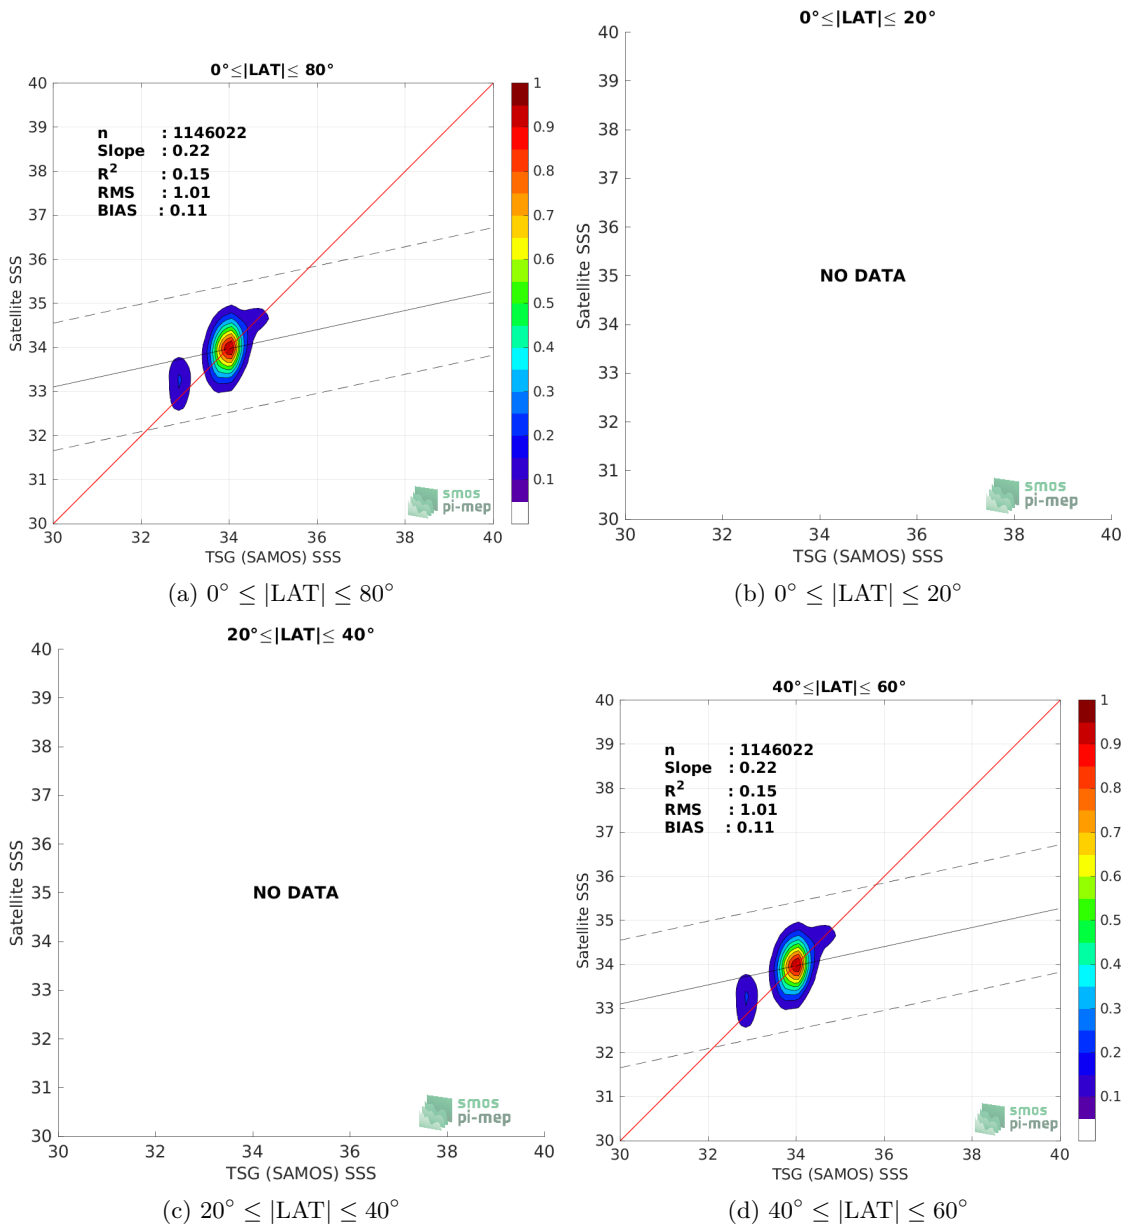 0°≤|LAT|≤ 80°
40
39
38
37
36
35
34
33
32
31
30
Satellite SSS
n : 1146022
Slope : 0.22
R² : 0.15
RMS : 1.01
BIAS : 0.11
smos
pi-mep
30 32 34 36 38 40
TSG (SAMOS) SSS
1
0.9
0.8
0.7
0.6
0.5
0.4
0.3
0.2
0.1
(a) 0° ≤ |LAT| ≤ 80°
0°≤|LAT|≤ 20°
40
39
38
37
36
35
34
33
32
31
30
Satellite SSS
NO DATA
smos
pi-mep
30 32 34 36 38 40
TSG (SAMOS) SSS
(b) 0° ≤ |LAT| ≤ 20°
20°≤|LAT|≤ 40°
40
39
38
37
36
35
34
33
32
31
30
Satellite SSS
NO DATA
smos
pi-mep
30 32 34 36 38 40
TSG (SAMOS) SSS
(c) 20° ≤ |LAT| ≤ 40°
40°≤|LAT|≤ 60°
40
39
38
37
36
35
34
33
32
31
30
Satellite SSS
n : 1146022
Slope : 0.22
R² : 0.15
RMS : 1.01
BIAS : 0.11
smos
pi-mep
30 32 34 36 38 40
TSG (SAMOS) SSS
1
0.9
0.8
0.7
0.6
0.5
0.4
0.3
0.2
0.1
(d) 40° ≤ |LAT| ≤ 60°